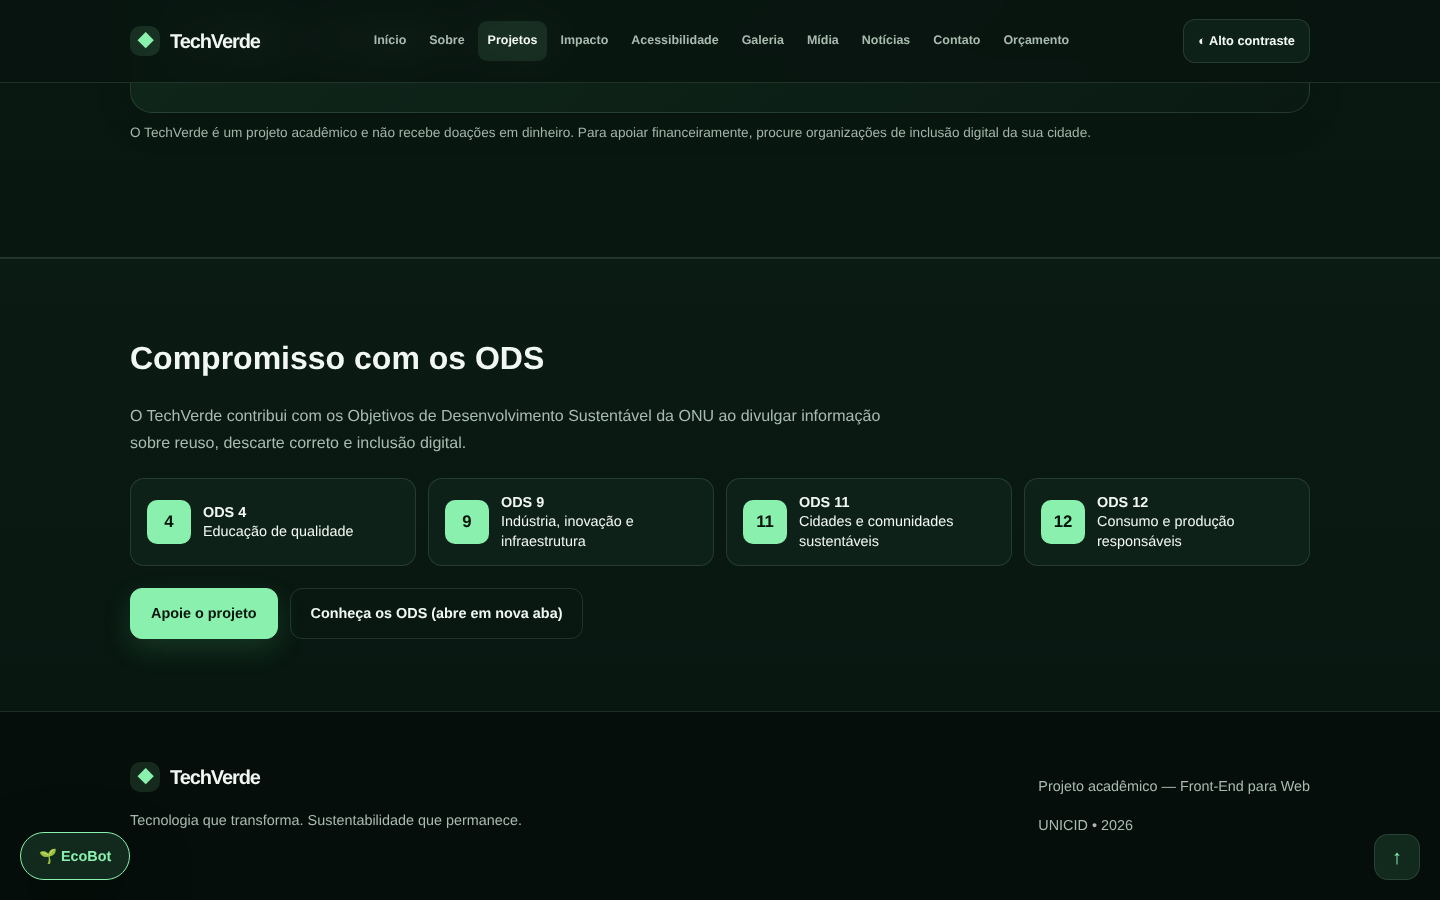 TechVerde
Início
Sobre
Projetos
Impacto
Acessibilidade
Galeria
Mídia
Notícias
Contato
Orçamento
Alto contraste
O TechVerde é um projeto acadêmico e não recebe doações em dinheiro. Para apoiar financeiramente, procure organizações de inclusão digital da sua cidade.
Compromisso com os ODS
O TechVerde contribui com os Objetivos de Desenvolvimento Sustentável da ONU ao divulgar informação
sobre reuso, descarte correto e inclusão digital.
4
ODS 4
Educação de qualidade
9
ODS 9
Indústria, inovação e
infraestrutura
11
ODS 11
Cidades e comunidades
sustentáveis
12
ODS 12
Consumo e produção
responsáveis
Apoie o projeto
Conheça os ODS (abre em nova aba)
TechVerde
Tecnologia que transforma. Sustentabilidade que permanece.
Projeto acadêmico — Front-End para Web
UNICID • 2026
🌱 EcoBot
↑